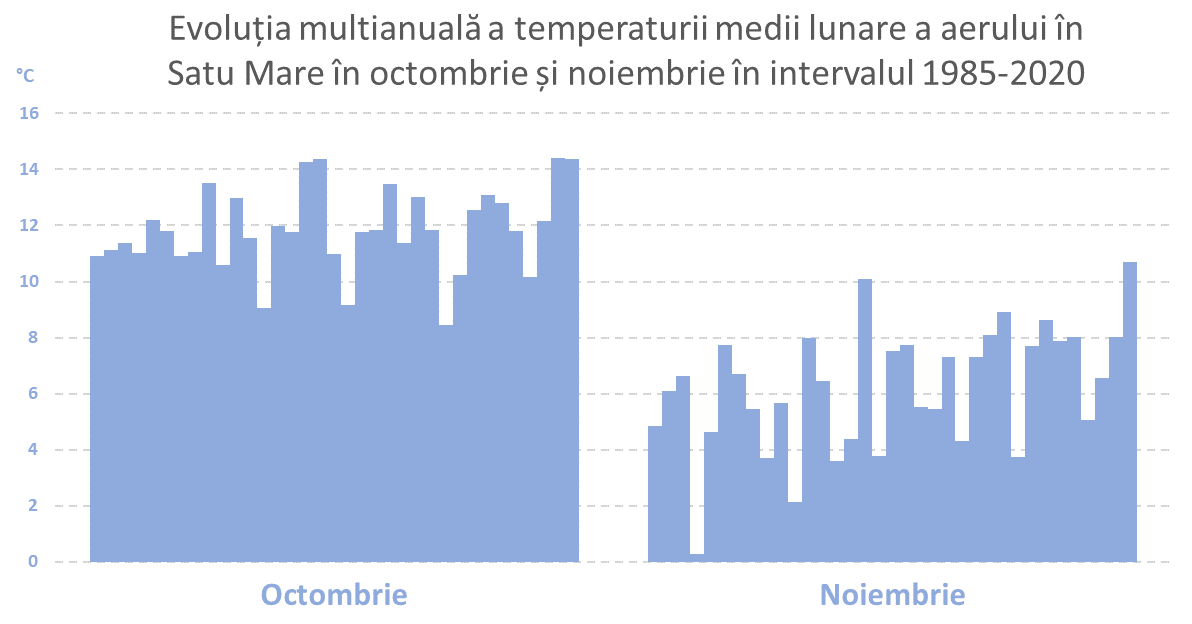 Evoluția multianuală a temperaturii medii lunare a aerului în
Satu Mare în octombrie și noiembrie în intervalul 1985-2020
°C
16
14
12
10
8
6
4
2
0
Octombrie
Noiembrie